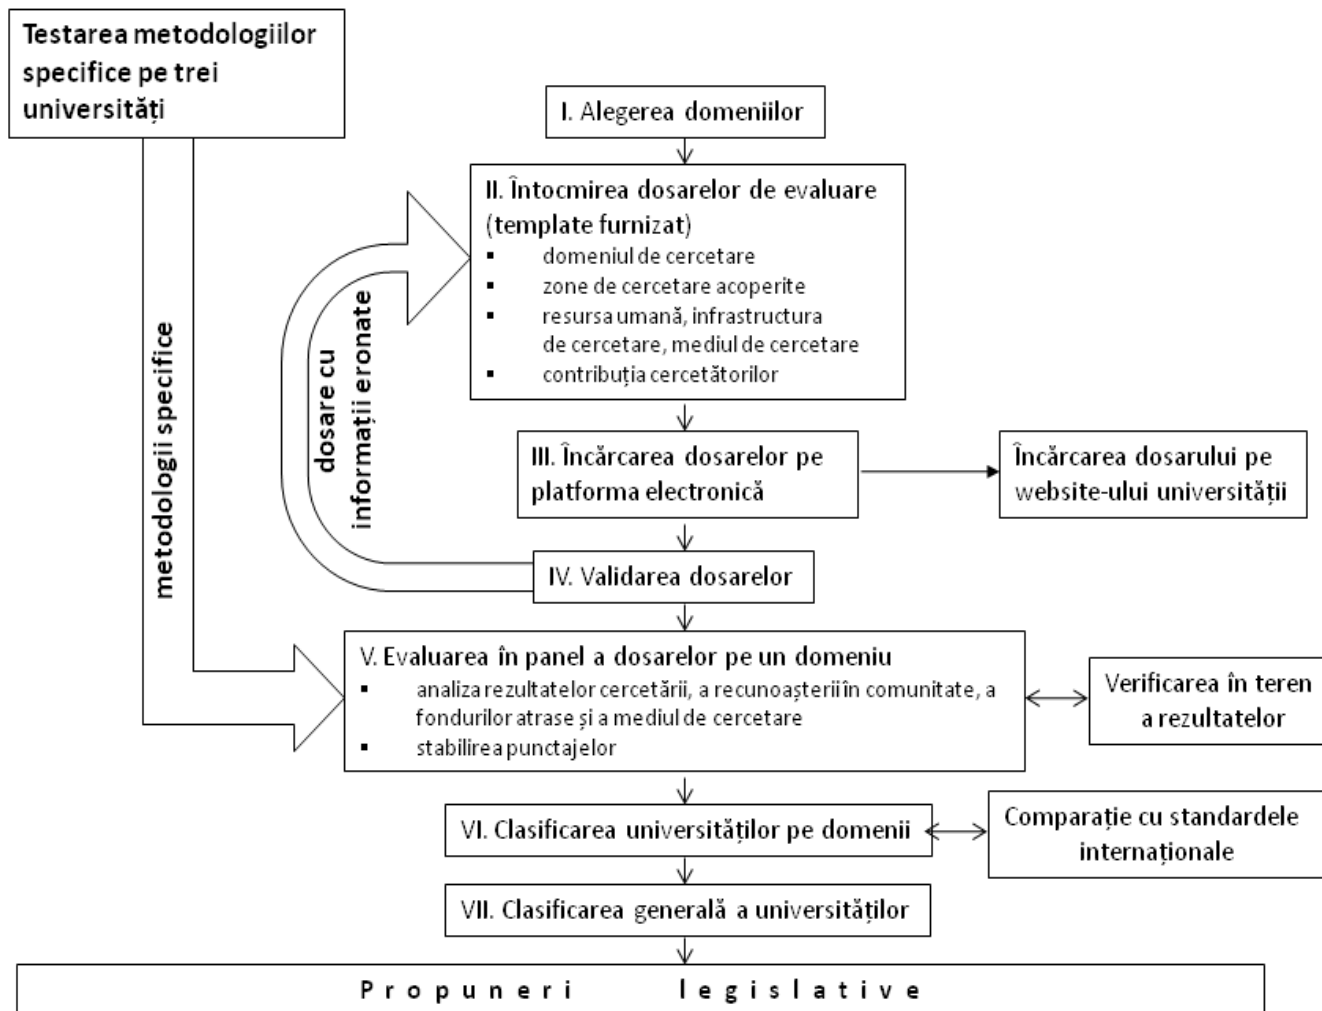 Testarea metodologiilor
specifice pe trei
universități
I. Alegerea domeniilor
II. Întocmirea dosarelor de evaluare
(template furnizat)
▪ domeniul de cercetare
▪ zone de cercetare acoperite
▪ resursa umană, infrastructura
de cercetare, mediul de cercetare
▪ contribuția cercetătorilor
dosare cu
informații eronate
metodologii specifice
III. Încărcarea dosarelor pe
platforma electronică
Încărcarea dosarului pe
website-ului universității
IV. Validarea dosarelor
V. Evaluarea în panel a dosarelor pe un domeniu
▪ analiza rezultatelor cercetării, a recunoașterii în comunitate, a
fondurilor atrase și a mediul de cercetare
▪ stabilirea punctajelor
Verificarea în teren
a rezultatelor
VI. Clasificarea universităților pe domenii
Comparație cu standardele
internaționale
VII. Clasificarea generală a universităților
Propuneri legislative